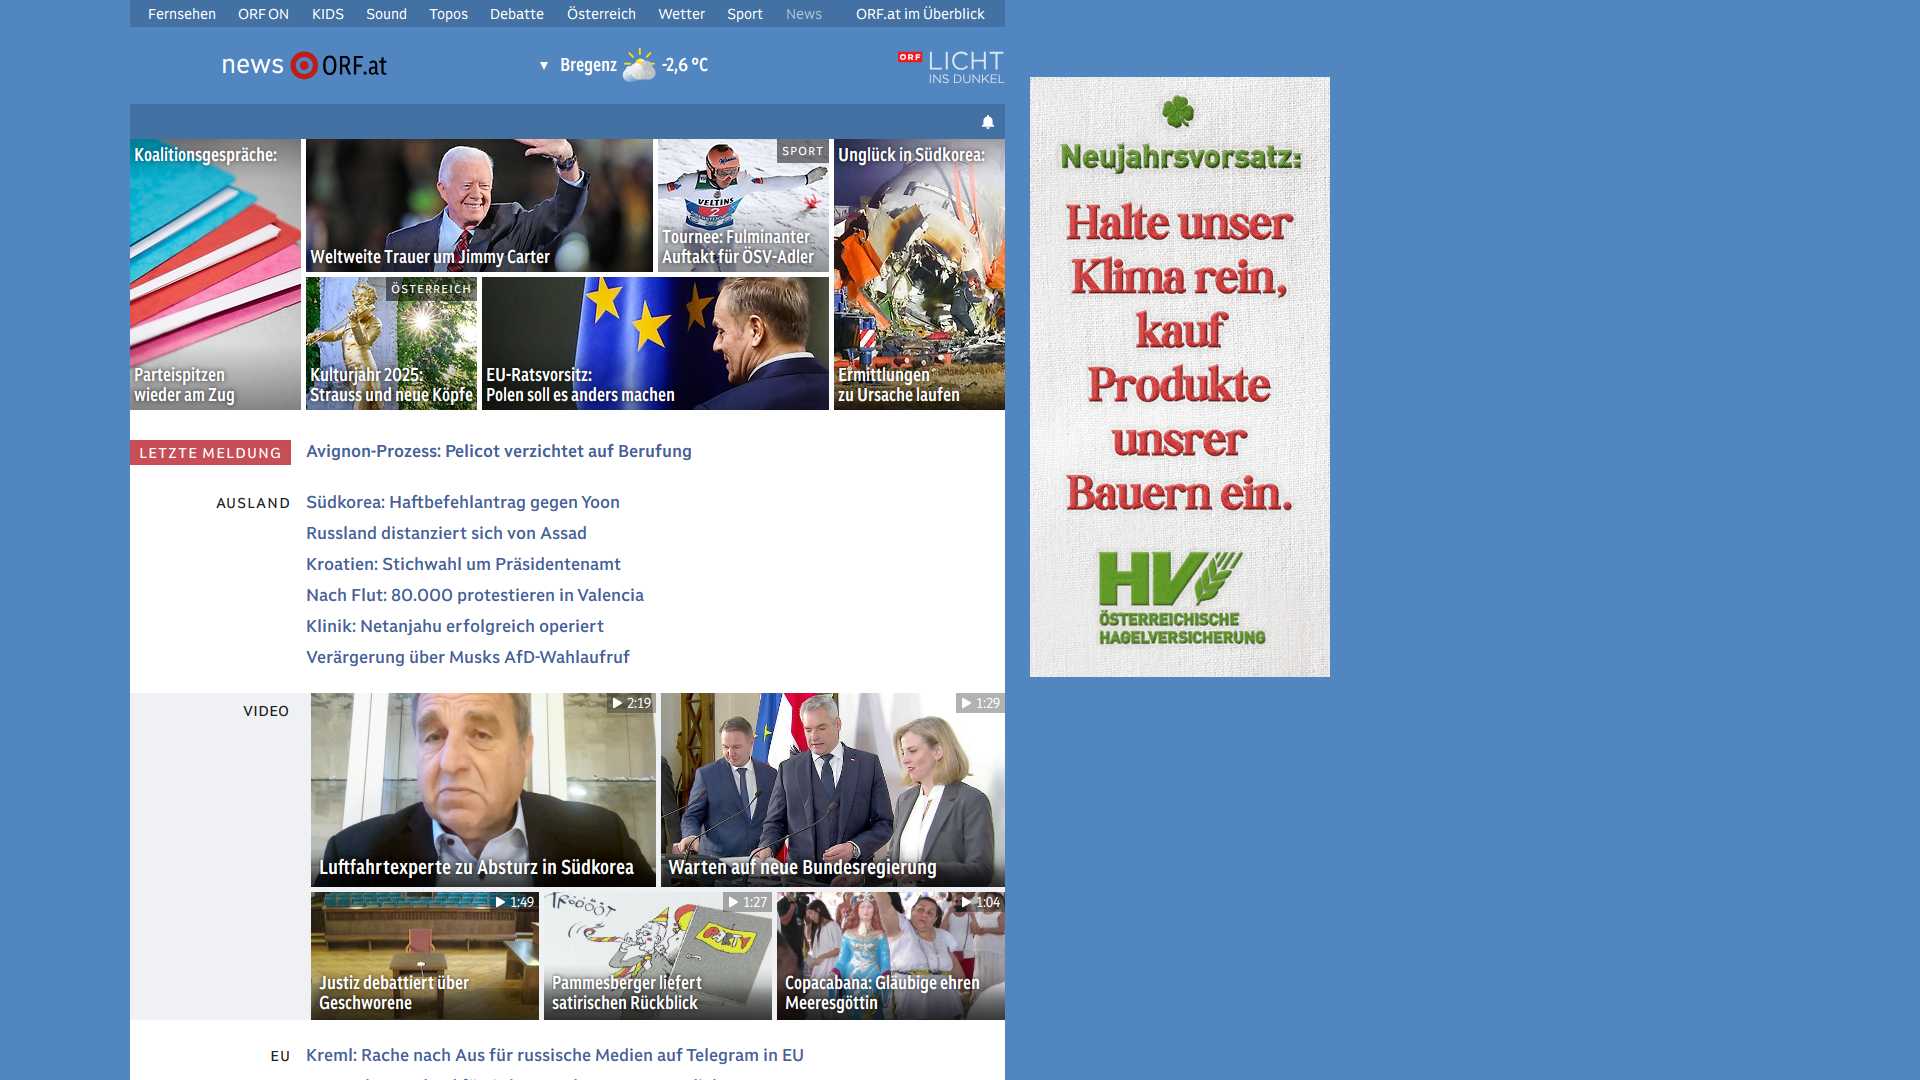 Fernsehen ORF ON KIDS Sound Topos Debatte Österreich Wetter Sport News ORF.at im Überblick
news ORF.at
▼ Bregenz -2,6 °C
ORF LICHT
INS DUNKEL
Koalitionsgespräche:
Parteispitzen
wieder am Zug
Weltweite Trauer um Jimmy Carter
SPORT
VELTINS
2
Tournee: Fulminanter
Auftakt für ÖSV-Adler
Unglück in Südkorea:
Ermittlungen
zu Ursache laufen
ÖSTERREICH
Kulturjahr 2025:
Strauss und neue Köpfe
EU-Ratsvorsitz:
Polen soll es anders machen
LETZTE MELDUNG
Avignon-Prozess: Pelicot verzichtet auf Berufung
AUSLAND
Südkorea: Haftbefehlantrag gegen Yoon
Russland distanziert sich von Assad
Kroatien: Stichwahl um Präsidentenamt
Nach Flut: 80.000 protestieren in Valencia
Klinik: Netanjahu erfolgreich operiert
Verärgerung über Musks AfD-Wahlaufruf
VIDEO
2:19
Luftfahrtexperte zu Absturz in Südkorea
1:29
Warten auf neue Bundesregierung
1:49
Justiz debattiert über
Geschworene
TRÖÖÖÖT
1:27
Pammesberger liefert
satirischen Rückblick
1:04
Copacabana: Gläubige ehren
Meeresgöttin
EU
Kreml: Rache nach Aus für russische Medien auf Telegram in EU
Neujahrsvorsatz:
Halte unser
Klima rein,
kauf
Produkte
unsrer
Bauern ein.
HV
ÖSTERREICHISCHE
HAGELVERSICHERUNG